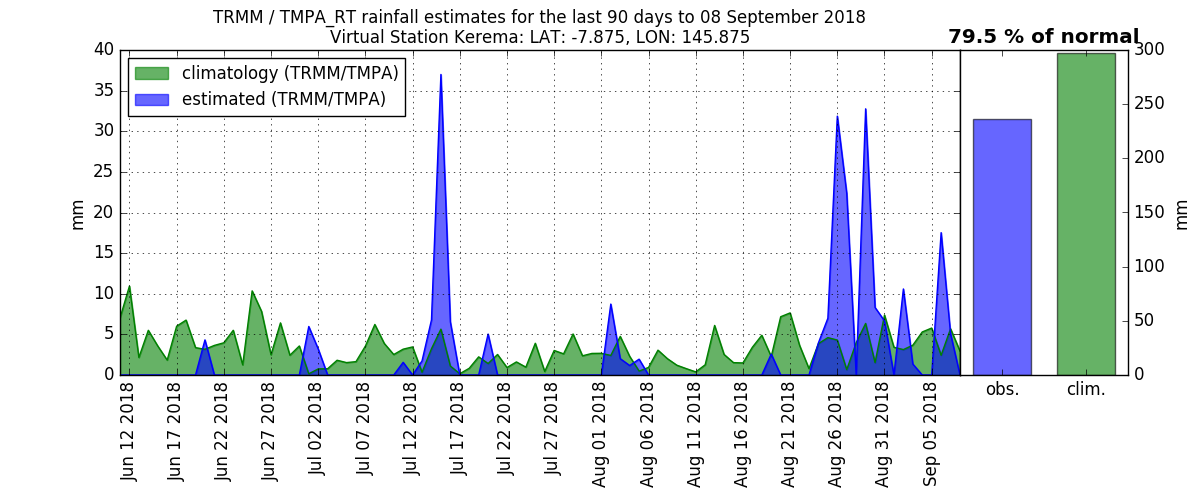 TRMM / TMPA_RT rainfall estimates for the last 90 days to 08 September 2018
Virtual Station Kerema: LAT: -7.875, LON: 145.875
79.5 % of normal
climatology (TRMM/TMPA)
estimated (TRMM/TMPA)
mm
40
35
30
25
20
15
10
5
0
Jun 12 2018
Jun 17 2018
Jun 22 2018
Jun 27 2018
Jul 02 2018
Jul 07 2018
Jul 12 2018
Jul 17 2018
Jul 22 2018
Jul 27 2018
Aug 01 2018
Aug 06 2018
Aug 11 2018
Aug 16 2018
Aug 21 2018
Aug 26 2018
Aug 31 2018
Sep 05 2018
obs.
clim.
300
250
200
150
100
50
0
mm